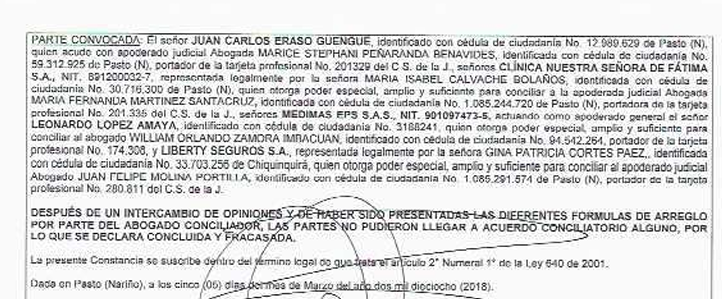 PARTE CONVOCADA: El señor JUAN CARLOS ERASO GUENGUE, identificado con cédula de ciudadanía No. 12.989.629 de Pasto (N),
quien acude con apoderado judicial Abogada MARICE STEPHANI PEÑARANDA BENAVIDES, identificado con cédula de ciudadanía No.
59.312.925 de Pasto (N), portador de la tarjeta profesional No. 201329 del C.S. de la J., señores CLÍNICA NUESTRA SEÑORA DE FÁTIMA
S.A., NIT. 891200032-7, representada legalmente por la señora MARIA ISABEL CALVACHE BOLAÑOS, identificada con cédula de
ciudadanía No. 30.716.300 de Pasto (N), quien otorga poder especial, amplio y suficiente para conciliar a la apoderada judicial Abogada
MARIA FERNANDA MARTINEZ SANTACRUZ, identificada con cédula de ciudadanía No. 1.085.244.720 de Pasto (N), portadora de la tarjeta
profesional No. 201.335 del C.S. de la J., señores MEDIMAS EPS S.A.S., NIT. 901097473-5, actuando como apoderado general el señor
LEONARDO LOPEZ AMAYA, identificado con cédula de ciudadanía No. 3188241, quien otorga poder especial, amplio y suficiente para
conciliar al abogado WILLIAM ORLANDO ZAMORA IMBACUAN, identificado con cédula de ciudadanía No. 94.542.264, portador de la tarjeta
profesional No. 174.308, y LIBERTY SEGUROS S.A., representada legalmente por la señora GINA PATRICIA CORTES PAEZ,, identificada
con cédula de ciudadanía No. 33.703.256 de Chiquinquirá, quien otorga poder especial, amplio y suficiente para conciliar al apoderado judicial
Abogado JUAN FELIPE MOLINA PORTILLA, identificado con cédula de ciudadanía No. 1.085.291.574 de Pasto (N), portador de la tarjeta
profesional No. 280.811 del C.S. de la J.
DESPUÉS DE UN INTERCAMBIO DE OPINIONES Y DE HABER SIDO PRESENTADAS LAS DIFERENTES FORMULAS DE ARREGLO
POR PARTE DEL ABOGADO CONCILIADOR, LAS PARTES NO PUDIERON LLEGAR A ACUERDO CONCILIATORIO ALGUNO, POR
LO QUE SE DECLARA CONCLUIDA Y FRACASADA.
La presente Constancia se suscribe dentro del término legal de que trata el artículo 2° Numeral 1° de la Ley 640 de 2001.
Dada en Pasto (Nariño), a los cinco (05) días del mes de Marzo del año dos mil dieciocho (2018).